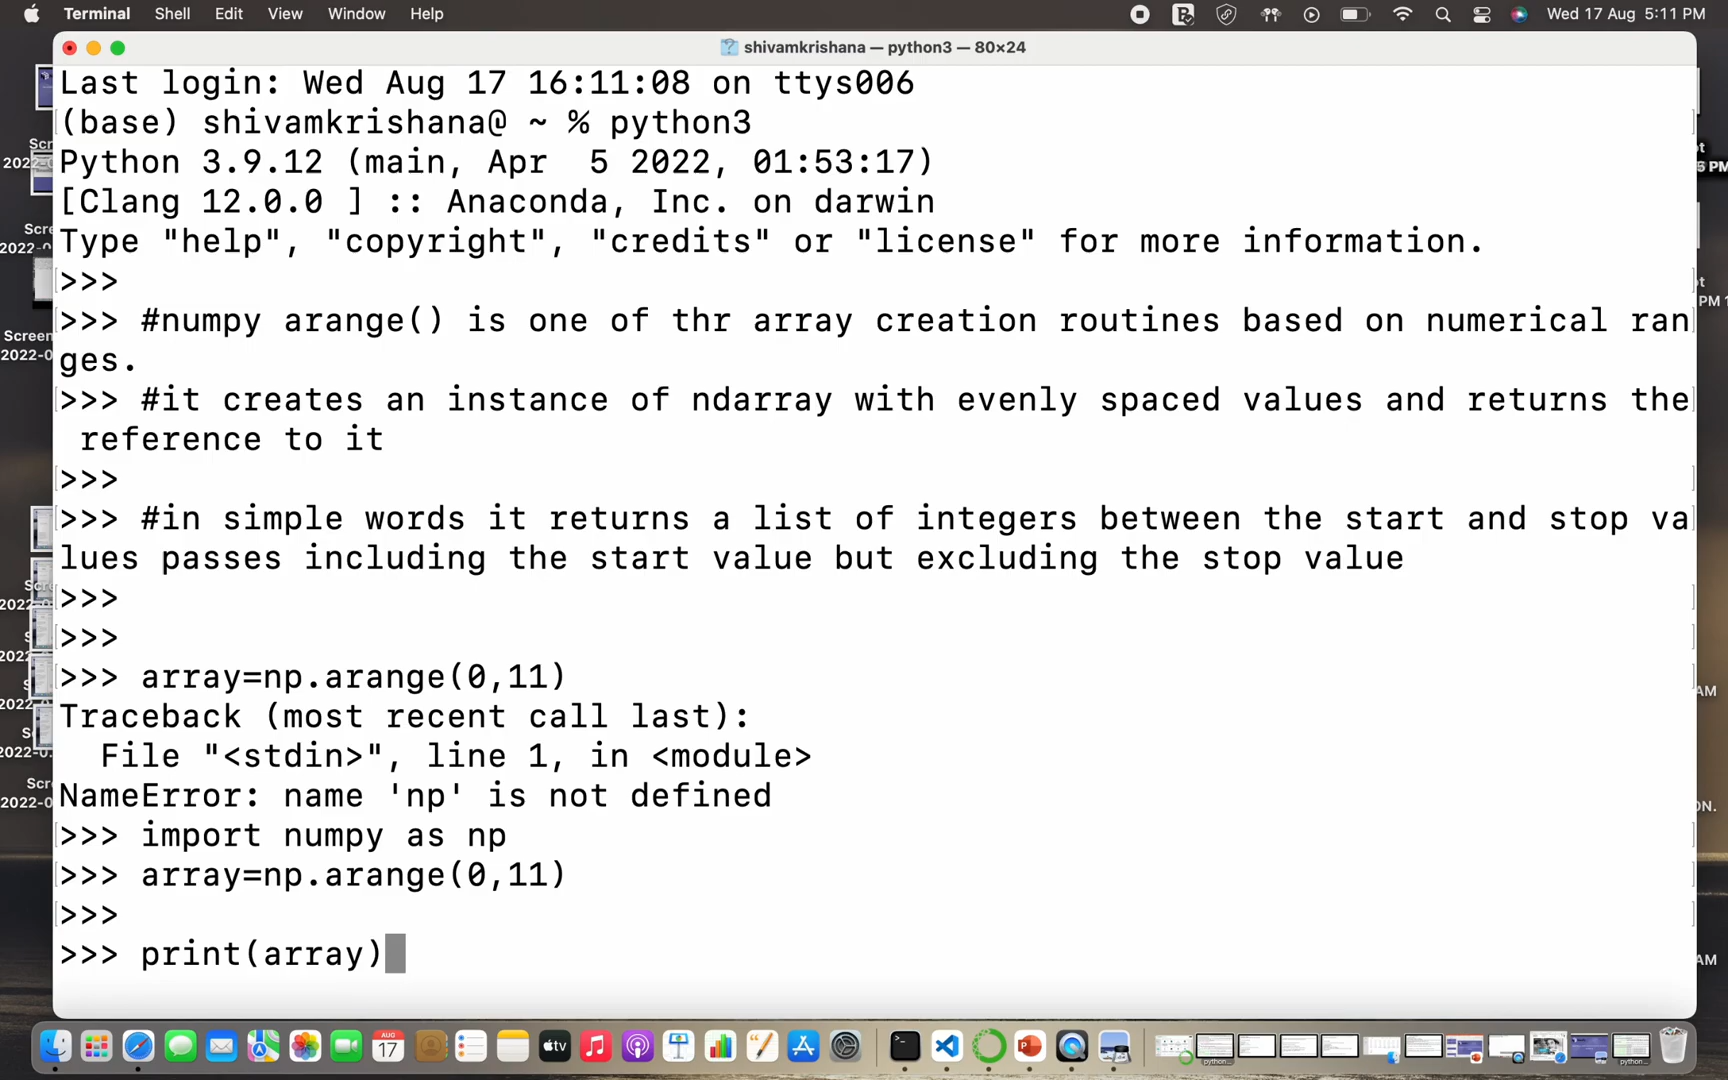 Terminal Shell Edit View Window Help Wed 17 Aug 5:11 PM
shivamkrishana — python3 — 80×24
Last login: Wed Aug 17 16:11:08 on ttys006
(base) shivamkrishana@ ~ % python3
Python 3.9.12 (main, Apr  5 2022, 01:53:17)
[Clang 12.0.0 ] :: Anaconda, Inc. on darwin
Type "help", "copyright", "credits" or "license" for more information.
>>>
>>> #numpy arange() is one of thr array creation routines based on numerical ran
ges.
>>> #it creates an instance of ndarray with evenly spaced values and returns the
 reference to it
>>>
>>> #in simple words it returns a list of integers between the start and stop va
lues passes including the start value but excluding the stop value
>>>
>>>
>>> array=np.arange(0,11)
Traceback (most recent call last):
  File "<stdin>", line 1, in <module>
NameError: name 'np' is not defined
>>> import numpy as np
>>> array=np.arange(0,11)
>>>
>>> print(array)
AUG
17
tv